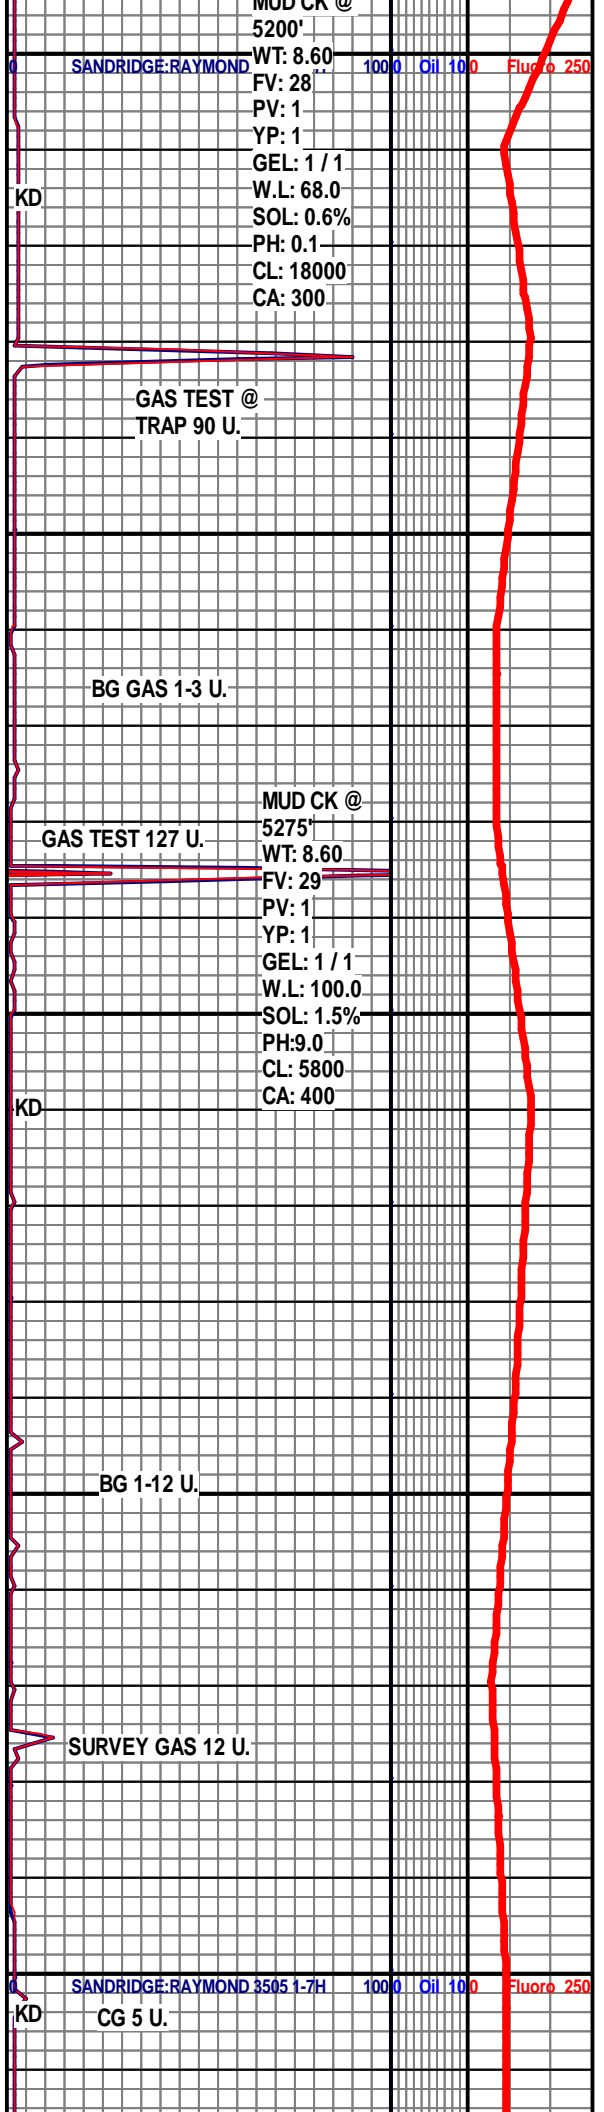 MUD CK @
5200'
0 SANDRIDGE:RAYMOND 100 0 Oil 10 0 Fluoro 250
WT: 8.60
FV: 28
PV: 1
YP: 1
GEL: 1 / 1
W.L: 68.0
KD
SOL: 0.6%
PH: 0.1
CL: 18000
CA: 300
GAS TEST @
TRAP 90 U.
BG GAS 1-3 U.
MUD CK @
5275'
GAS TEST 127 U.
WT: 8.60
FV: 29
PV: 1
YP: 1
GEL: 1 / 1
W.L: 100.0
SOL: 1.5%
PH:9.0
CL: 5800
CA: 400
KD
BG 1-12 U.
SURVEY GAS 12 U.
0 SANDRIDGE:RAYMOND 3505 1-7H 100 0 Oil 10 0 Fluoro 250
KD
CG 5 U.